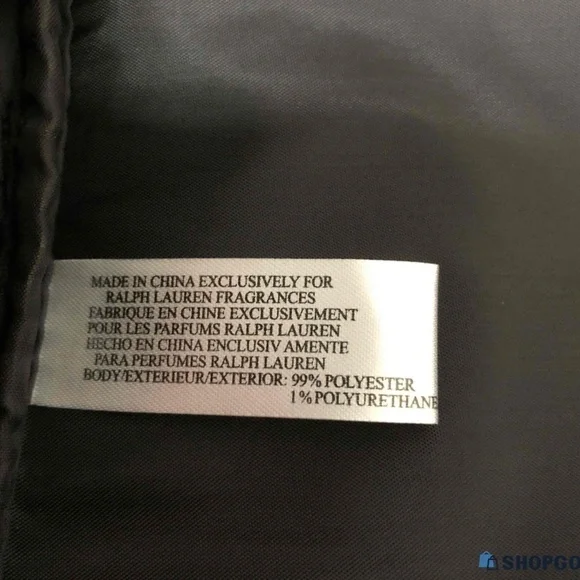 MADE IN CHINA EXCLUSIVELY FOR
RALPH LAUREN FRAGRANCES
FABRIQUE EN CHINE EXCLUSIVEMENT
POUR LES PARFUMS RALPH LAUREN
HECHO EN CHINA ENCLUSIV AMENTE
PARA PERFUMES RALPH LAUREN
BODY/EXTERIEUR/EXTERIOR: 99% POLYESTER
1% POLYURETHANE
SHOPGO